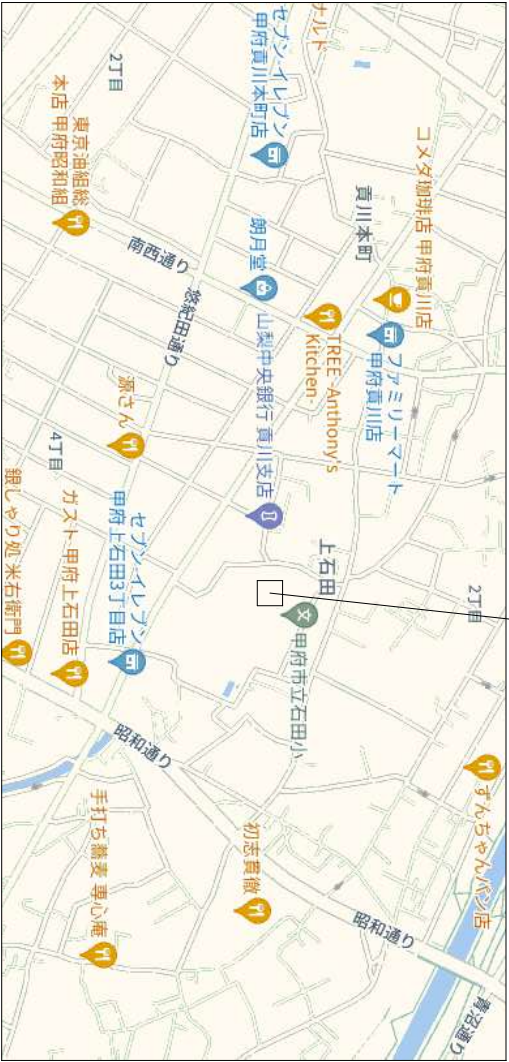 ナルド
セブン-イレブン
甲府貢川本町店
2丁目
東京油組総
本店 甲府昭和組
コメダ珈琲店 甲府貢川店
貢川本町
朗月堂
南西通り
悠紀田通り
ファミリーマート
甲府貢川店
TREE -Anthony's
Kitchen-
山梨中央銀行 貢川支店
源さん
4丁目
上石田
2丁目
セブン-イレブン
甲府上石田3丁目店
ガスト 甲府上石田店
銀しゃり処 米右衛門
甲府市立石田小
昭和通り
ずんちゃんパン店
手打ち蕎麦 専心庵
初志貫徹
昭和通り
青沼通り